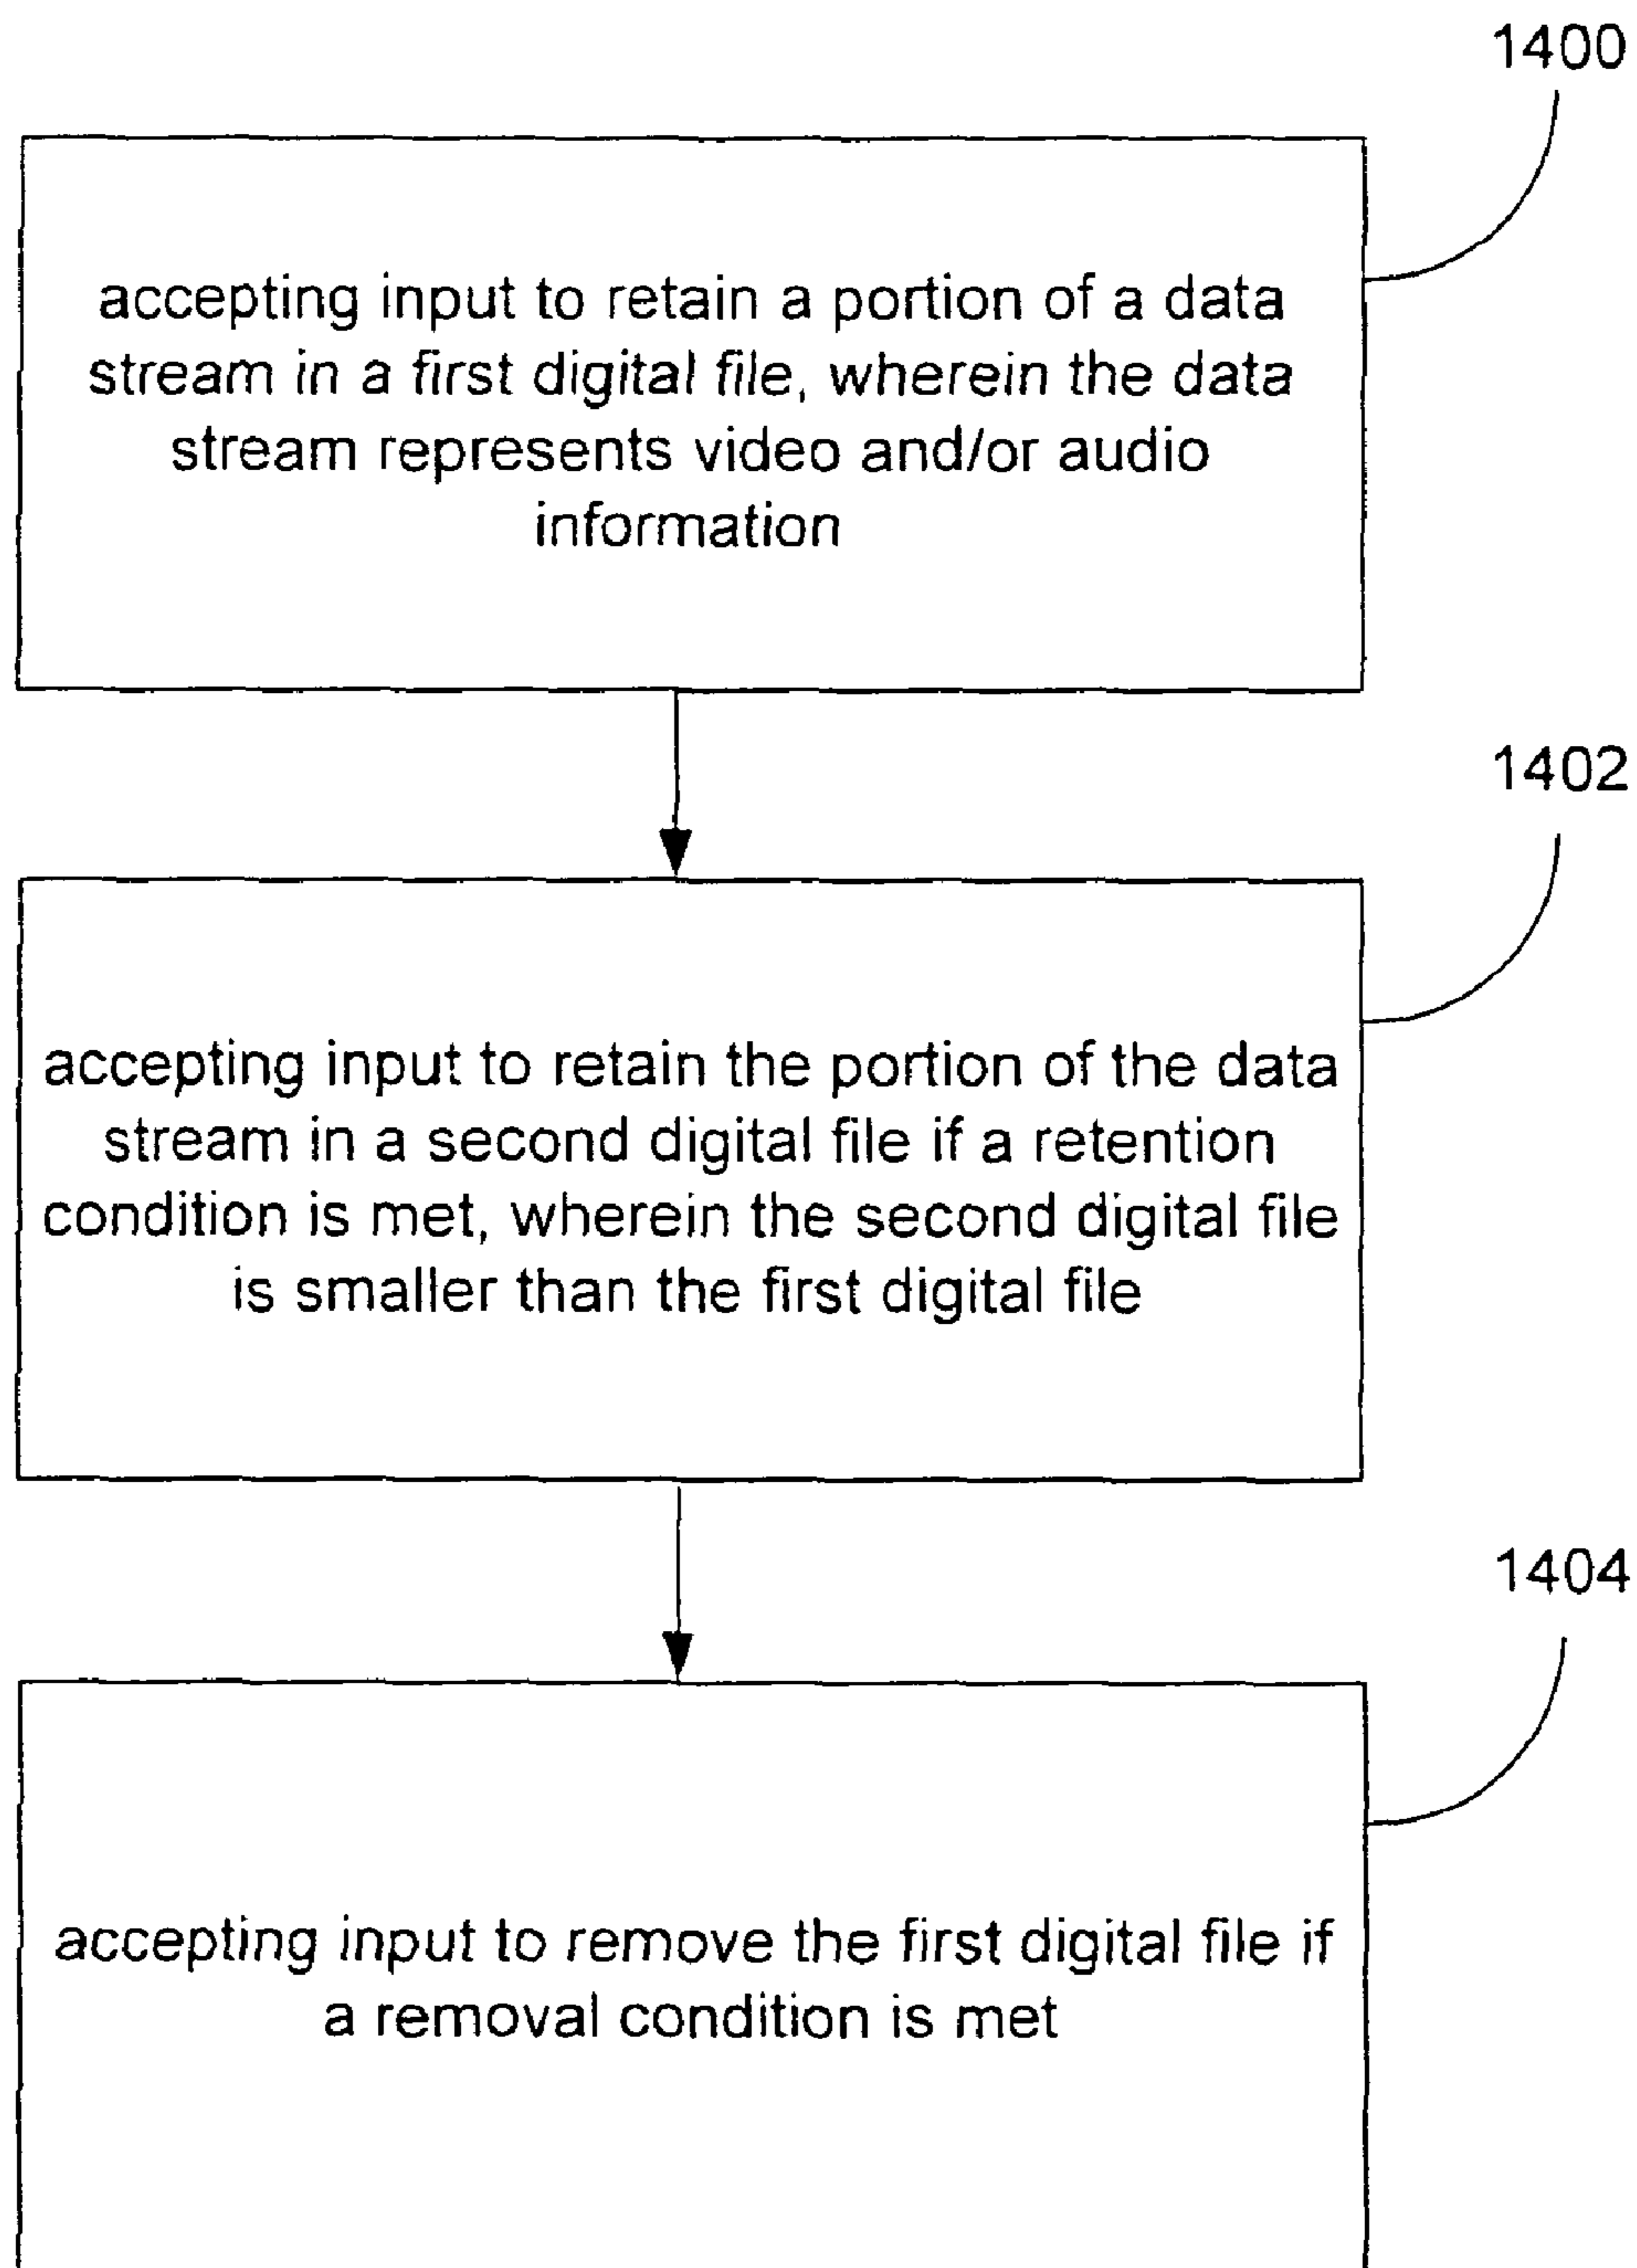 1400
accepting input to retain a portion of a data
stream in a first digital file, wherein the data
stream represents video and/or audio
information
1402
accepting input to retain the portion of the data
stream in a second digital file if a retention
condition is met, wherein the second digital file
is smaller than the first digital file
1404
accepting input to remove the first digital file if
a removal condition is met